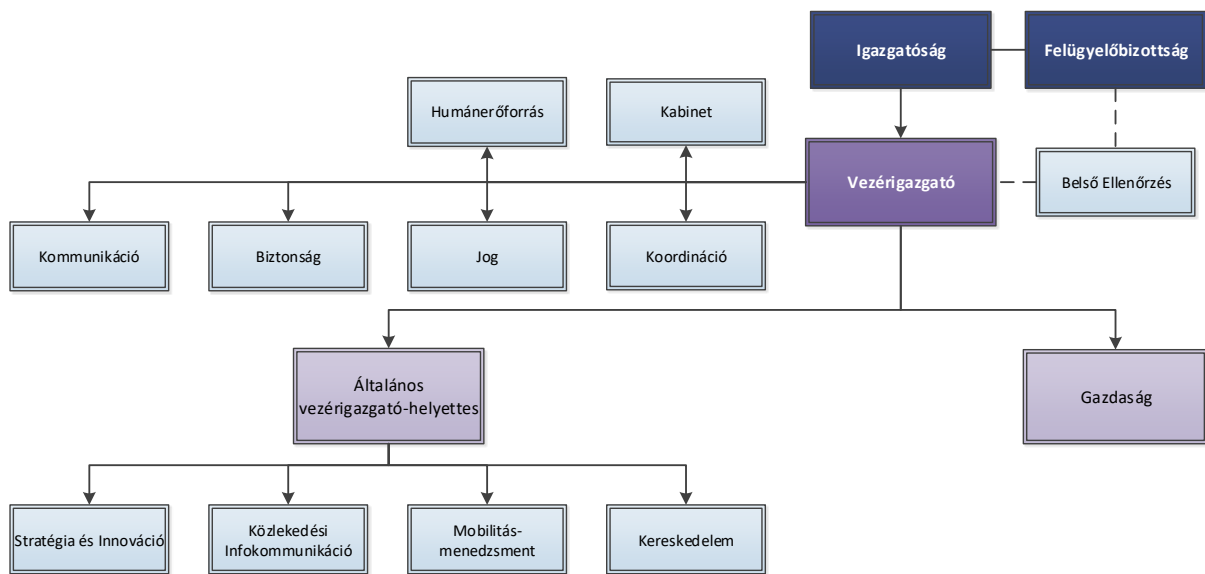 Igazgatóság
Felügyelőbizottság
Humánerőforrás
Kabinet
Vezérigazgató
Belső Ellenőrzés
Kommunikáció
Biztonság
Jog
Koordináció
Általános
vezérigazgató-helyettes
Gazdaság
Stratégia és Innováció
Közlekedési
Infokommunikáció
Mobilitás-
menedzsment
Kereskedelem